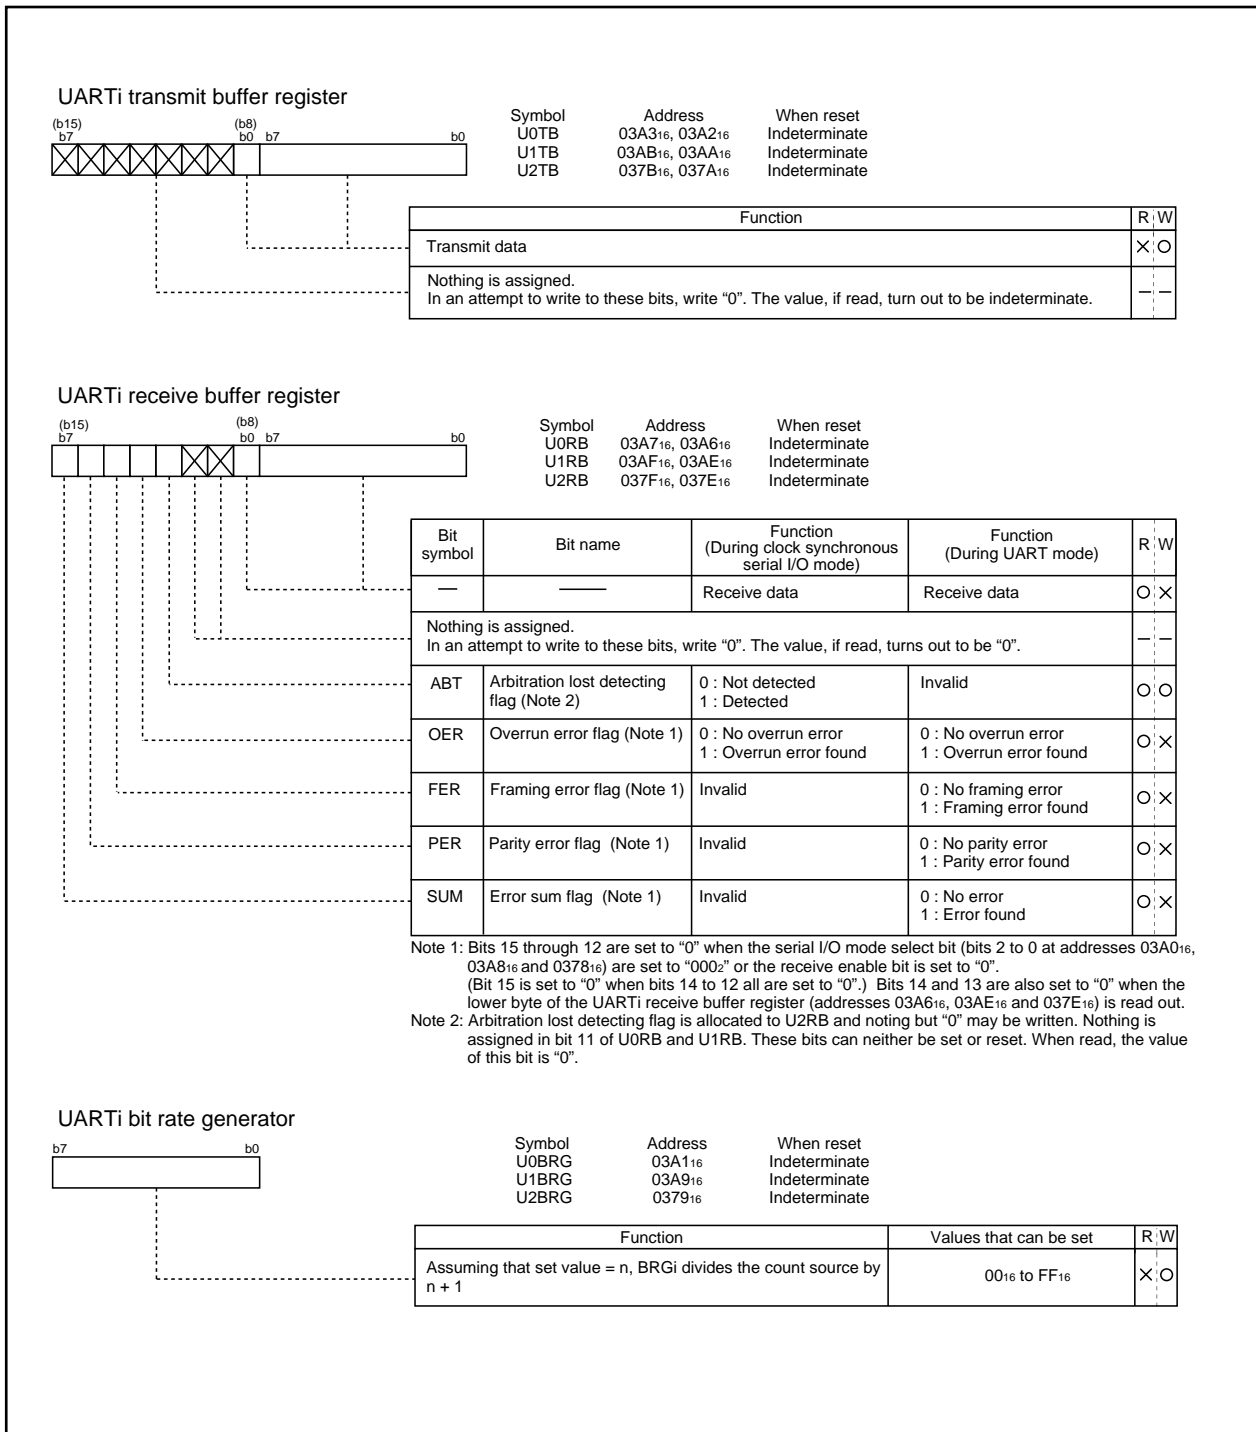 UARTi transmit buffer register
(b15) (b8)
b7 b0 b7 b0
Symbol Address When reset
U0TB 03A316, 03A216 Indeterminate
U1TB 03AB16, 03AA16 Indeterminate
U2TB 037B16, 037A16 Indeterminate
Function R W
Transmit data X O
Nothing is assigned.
In an attempt to write to these bits, write “0”. The value, if read, turn out to be indeterminate. — —
UARTi receive buffer register
(b15) (b8)
b7 b0 b7 b0
Symbol Address When reset
U0RB 03A716, 03A616 Indeterminate
U1RB 03AF16, 03AE16 Indeterminate
U2RB 037F16, 037E16 Indeterminate
Bit symbol Bit name Function (During clock synchronous serial I/O mode) Function (During UART mode) R W
— — Receive data Receive data O X
Nothing is assigned.
In an attempt to write to these bits, write “0”. The value, if read, turns out to be “0”. — —
ABT Arbitration lost detecting flag (Note 2) 0 : Not detected 1 : Detected Invalid O O
OER Overrun error flag (Note 1) 0 : No overrun error 1 : Overrun error found 0 : No overrun error 1 : Overrun error found O X
FER Framing error flag (Note 1) Invalid 0 : No framing error 1 : Framing error found O X
PER Parity error flag (Note 1) Invalid 0 : No parity error 1 : Parity error found O X
SUM Error sum flag (Note 1) Invalid 0 : No error 1 : Error found O X
Note 1: Bits 15 through 12 are set to “0” when the serial I/O mode select bit (bits 2 to 0 at addresses 03A016,
03A816 and 037816) are set to “0002” or the receive enable bit is set to “0”.
(Bit 15 is set to “0” when bits 14 to 12 all are set to “0”.) Bits 14 and 13 are also set to “0” when the
lower byte of the UARTi receive buffer register (addresses 03A616, 03AE16 and 037E16) is read out.
Note 2: Arbitration lost detecting flag is allocated to U2RB and noting but “0” may be written. Nothing is
assigned in bit 11 of U0RB and U1RB. These bits can neither be set or reset. When read, the value
of this bit is “0”.
UARTi bit rate generator
b7 b0
Symbol Address When reset
U0BRG 03A116 Indeterminate
U1BRG 03A916 Indeterminate
U2BRG 037916 Indeterminate
Function Values that can be set R W
Assuming that set value = n, BRGi divides the count source by
n + 1 0016 to FF16 X O